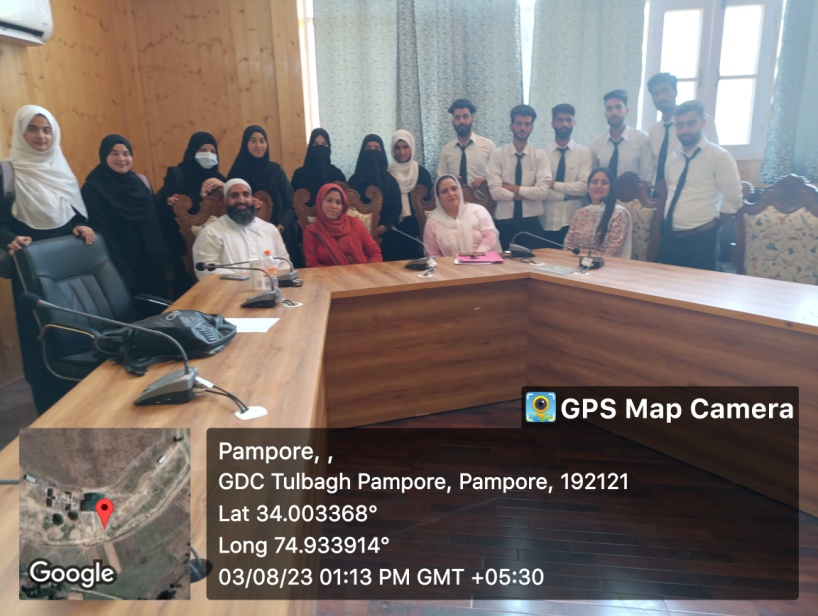 GPS Map Camera
Pampore, ,
GDC Tulbagh Pampore, Pampore, 192121
Lat 34.003368°
Long 74.933914°
03/08/23 01:13 PM GMT +05:30
Google